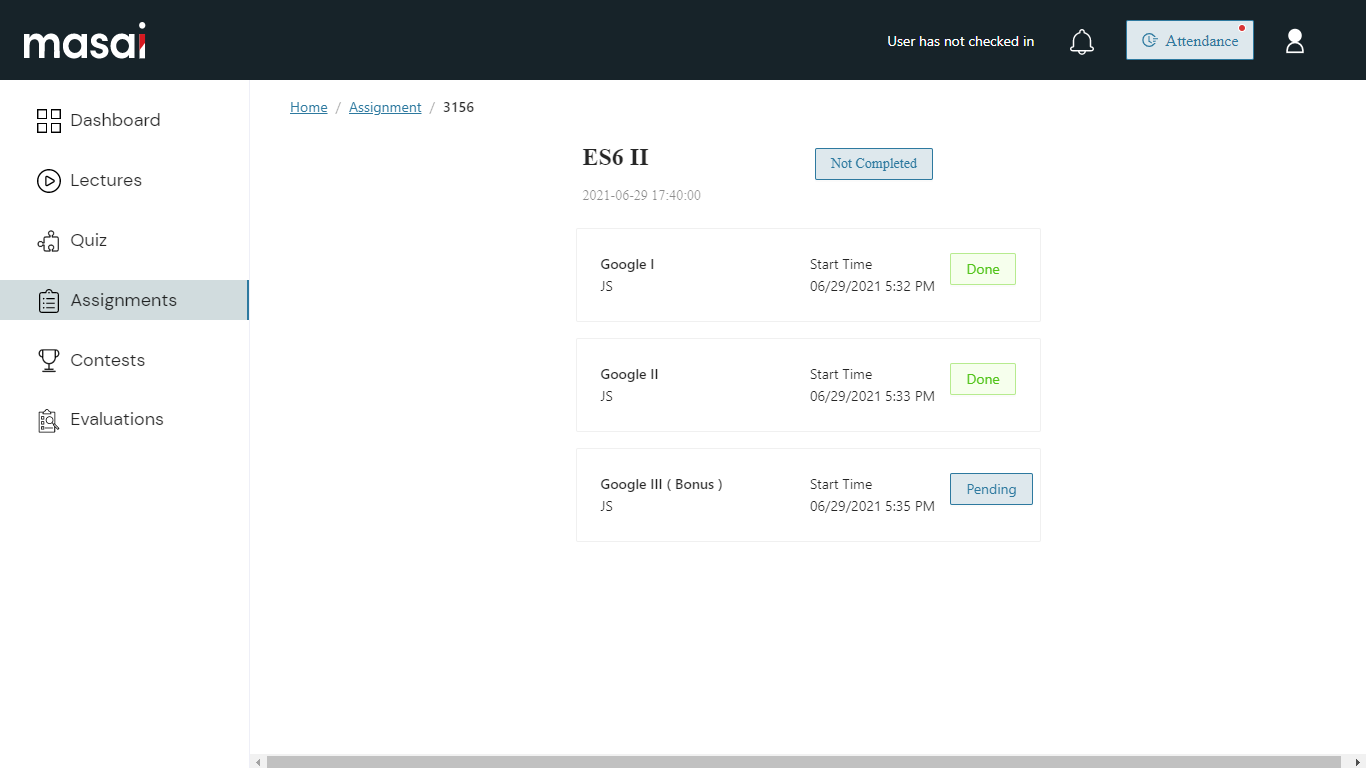 masai
User has not checked in
Attendance
Dashboard
Lectures
Quiz
Assignments
Contests
Evaluations
Home / Assignment / 3156
ES6 II
Not Completed
2021-06-29 17:40:00
Google I
JS
Start Time
06/29/2021 5:32 PM
Done
Google II
JS
Start Time
06/29/2021 5:33 PM
Done
Google III ( Bonus )
JS
Start Time
06/29/2021 5:35 PM
Pending